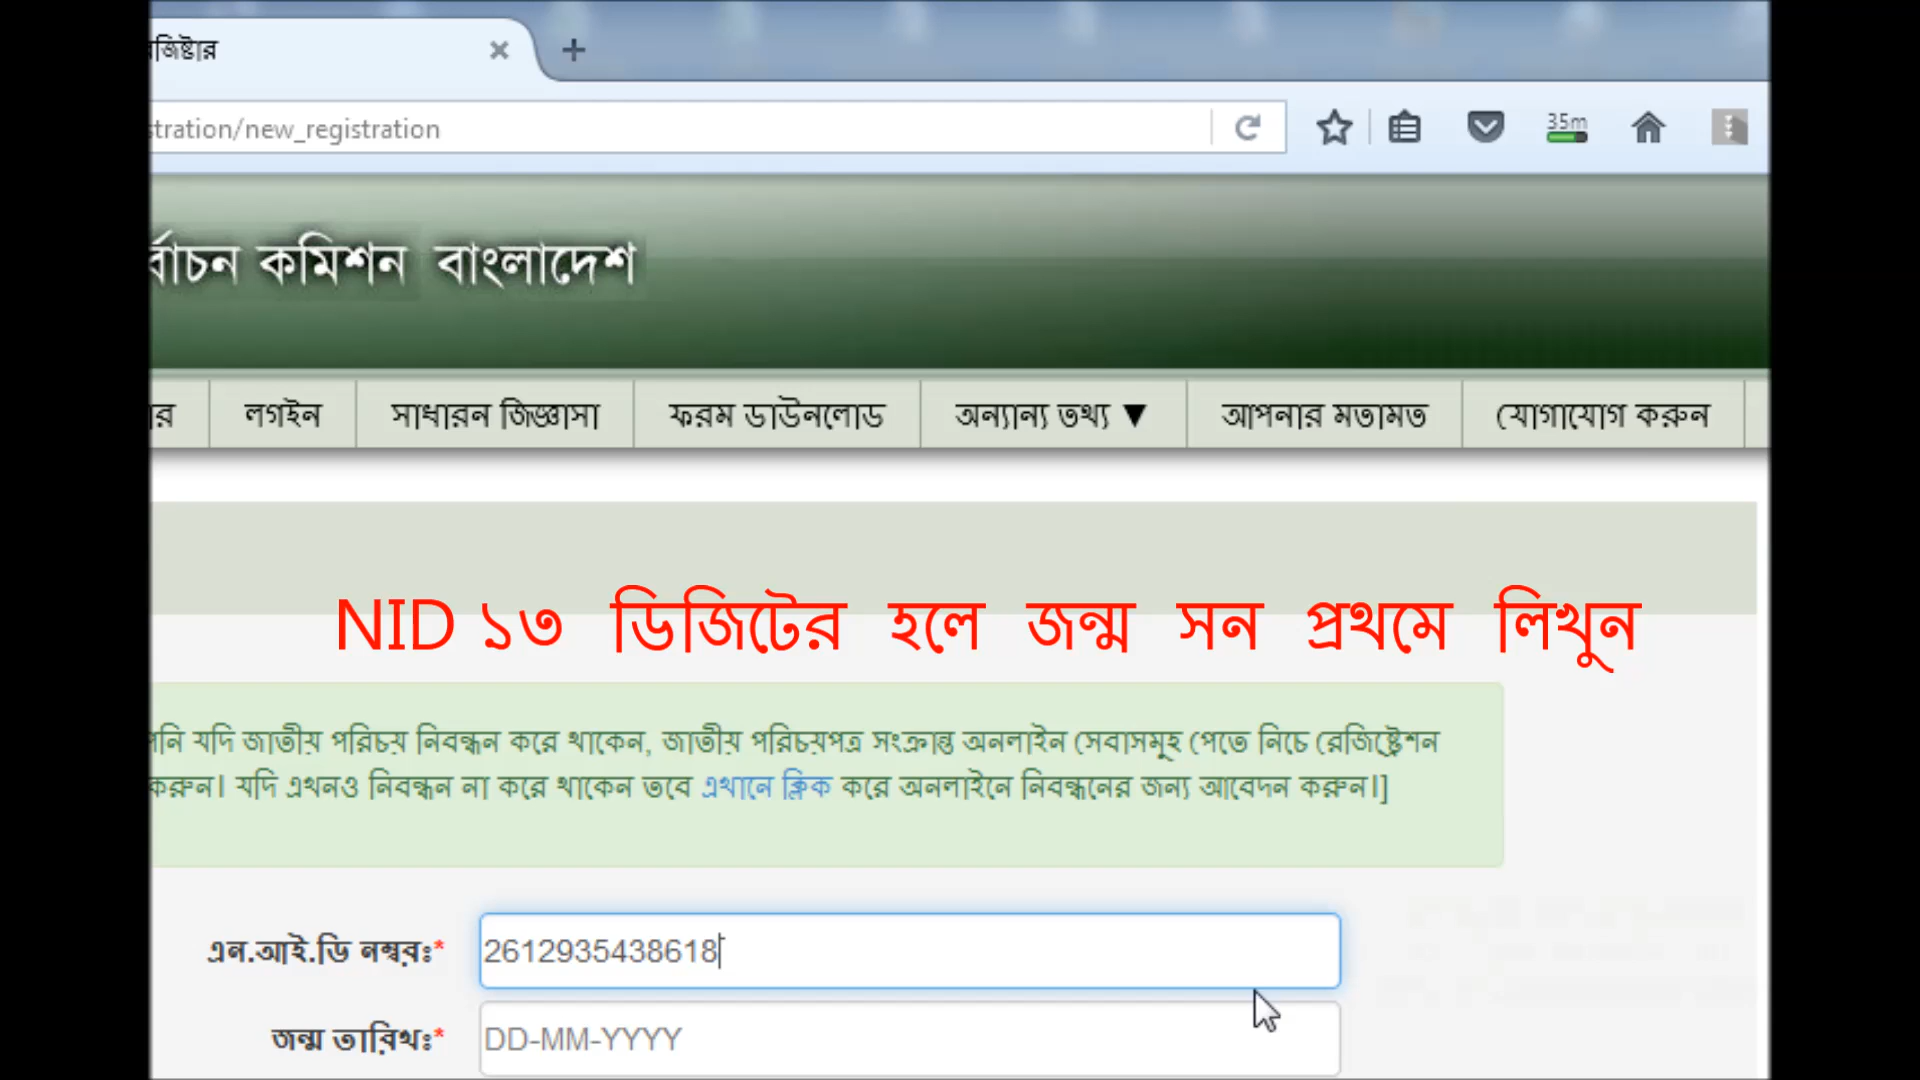 জিষ্টার
stration/new_registration
35m
র্বাচন কমিশন বাংলাদেশ
ার লগইন সাধারন জিজ্ঞাসা ফরম ডাউনলোড অন্যান্য তথ্য ▼ আপনার মতামত যোগাযোগ করুন
NID ১৩ ডিজিটের হলে জন্ম সন প্রথমে লিখুন
নি যদি জাতীয় পরিচয় নিবন্ধন করে থাকেন, জাতীয় পরিচয়পত্র সংক্রান্ত অনলাইন সেবাসমূহ পেতে নিচে রেজিষ্ট্রেশন
করুন। যদি এখনও নিবন্ধন না করে থাকেন তবে এখানে ক্লিক করে অনলাইনে নিবন্ধনের জন্য আবেদন করুন।]
এন.আই.ডি নম্বরঃ* 2612935438618
জন্ম তারিখঃ* DD-MM-YYYY